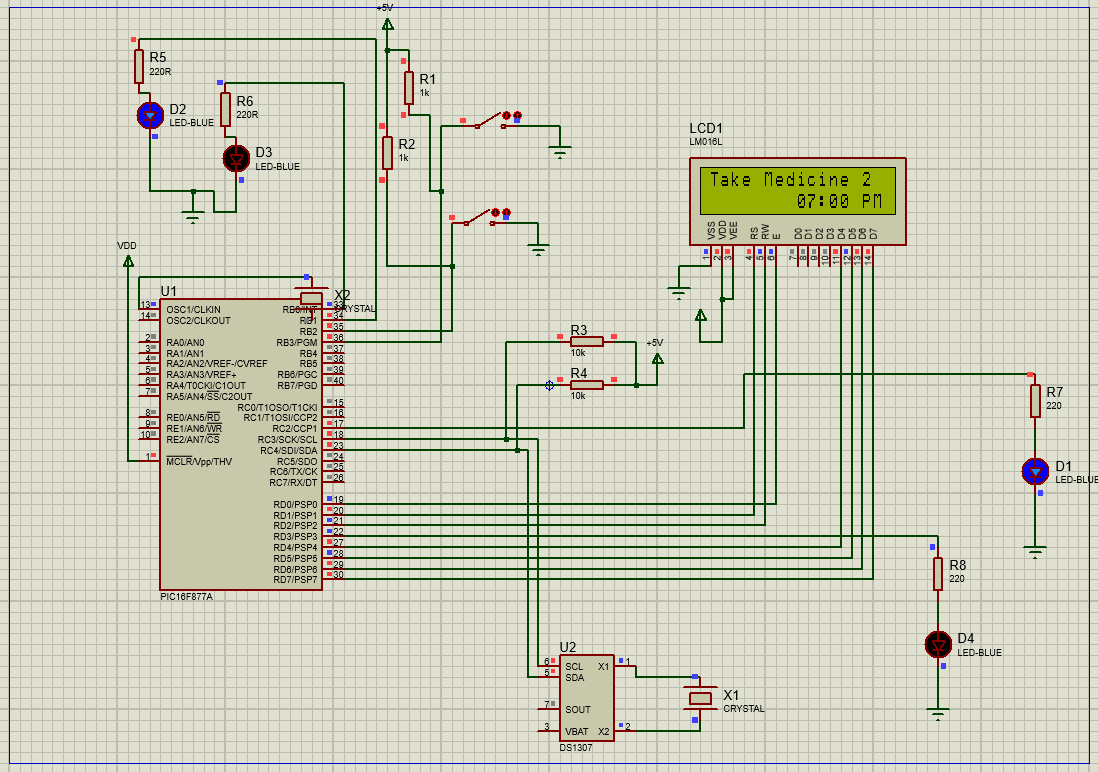 +5V
R5
220R
D2
LED-BLUE
R6
220R
D3
LED-BLUE
R1
1k
R2
1k
LCD1
LM016L
Take Medicine 2
07:00 PM
VSS
VDD
VEE
RS
RW
E
D0
D1
D2
D3
D4
D5
D6
D7
1
2
3
4
5
6
7
8
9
10
11
12
13
14
VDD
U1
X2
CRYSTAL
13 OSC1/CLKIN
14 OSC2/CLKOUT
2 RA0/AN0
3 RA1/AN1
4 RA2/AN2/VREF-/CVREF
5 RA3/AN3/VREF+
6 RA4/T0CKI/C1OUT
7 RA5/AN4/SS/C2OUT
8 RE0/AN5/RD
9 RE1/AN6/WR
10 RE2/AN7/CS
1 MCLR/Vpp/THV
RB0/INT 33
RB1 34
RB2 35
RB3/PGM 36
RB4 37
RB5 38
RB6/PGC 39
RB7/PGD 40
RC0/T1OSO/T1CKI 15
RC1/T1OSI/CCP2 16
RC2/CCP1 17
RC3/SCK/SCL 18
RC4/SDI/SDA 23
RC5/SDO 24
RC6/TX/CK 25
RC7/RX/DT 26
RD0/PSP0 19
RD1/PSP1 20
RD2/PSP2 21
RD3/PSP3 22
RD4/PSP4 27
RD5/PSP5 28
RD6/PSP6 29
RD7/PSP7 30
PIC16F877A
R3
10k
R4
10k
+5V
R7
220
D1
LED-BLUE
R8
220
D4
LED-BLUE
U2
6 SCL X1 1
5 SDA
7 SOUT
3 VBAT X2 2
DS1307
X1
CRYSTAL